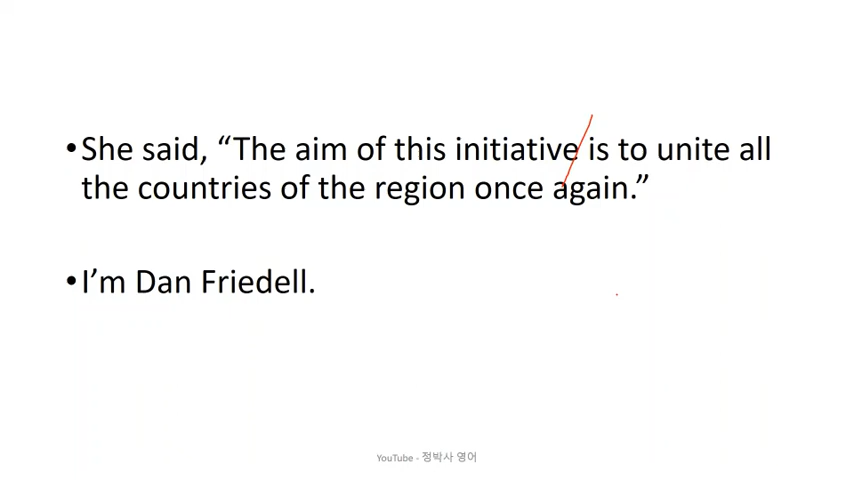 •She said, “The aim of this initiative is to unite all
the countries of the region once again.”
•I’m Dan Friedell.
YouTube - 정박사 영어